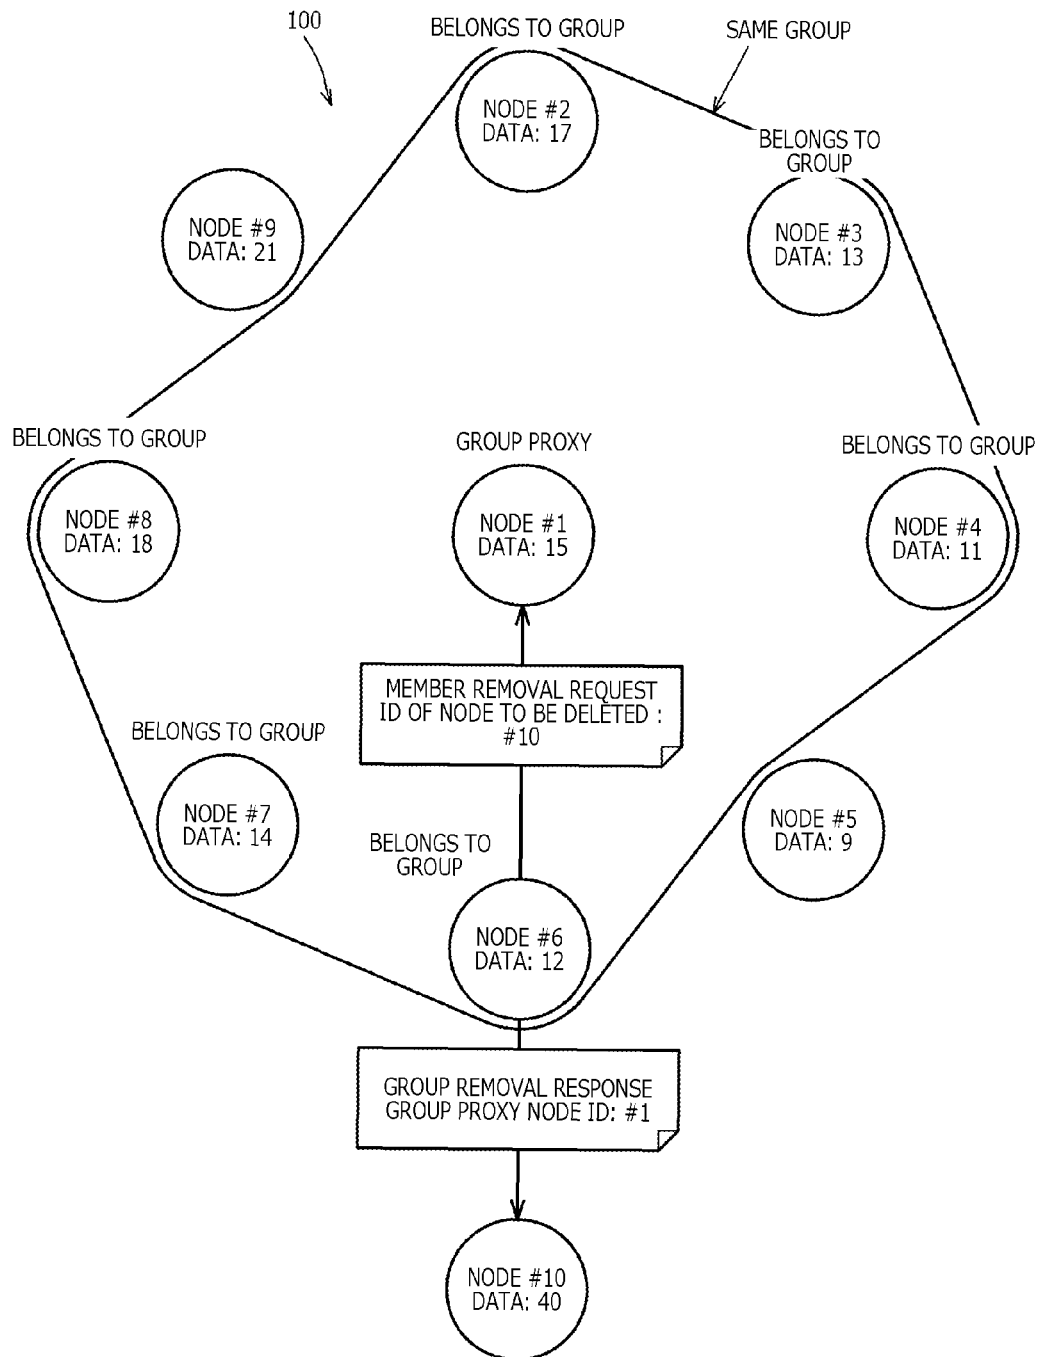 100
BELONGS TO GROUP
SAME GROUP
NODE #2
DATA: 17
BELONGS TO
GROUP
NODE #9
DATA: 21
NODE #3
DATA: 13
BELONGS TO GROUP
GROUP PROXY
BELONGS TO GROUP
NODE #8
DATA: 18
NODE #1
DATA: 15
NODE #4
DATA: 11
MEMBER REMOVAL REQUEST
ID OF NODE TO BE DELETED :
#10
BELONGS TO GROUP
NODE #7
DATA: 14
BELONGS TO
GROUP
NODE #5
DATA: 9
NODE #6
DATA: 12
GROUP REMOVAL RESPONSE
GROUP PROXY NODE ID: #1
NODE #10
DATA: 40